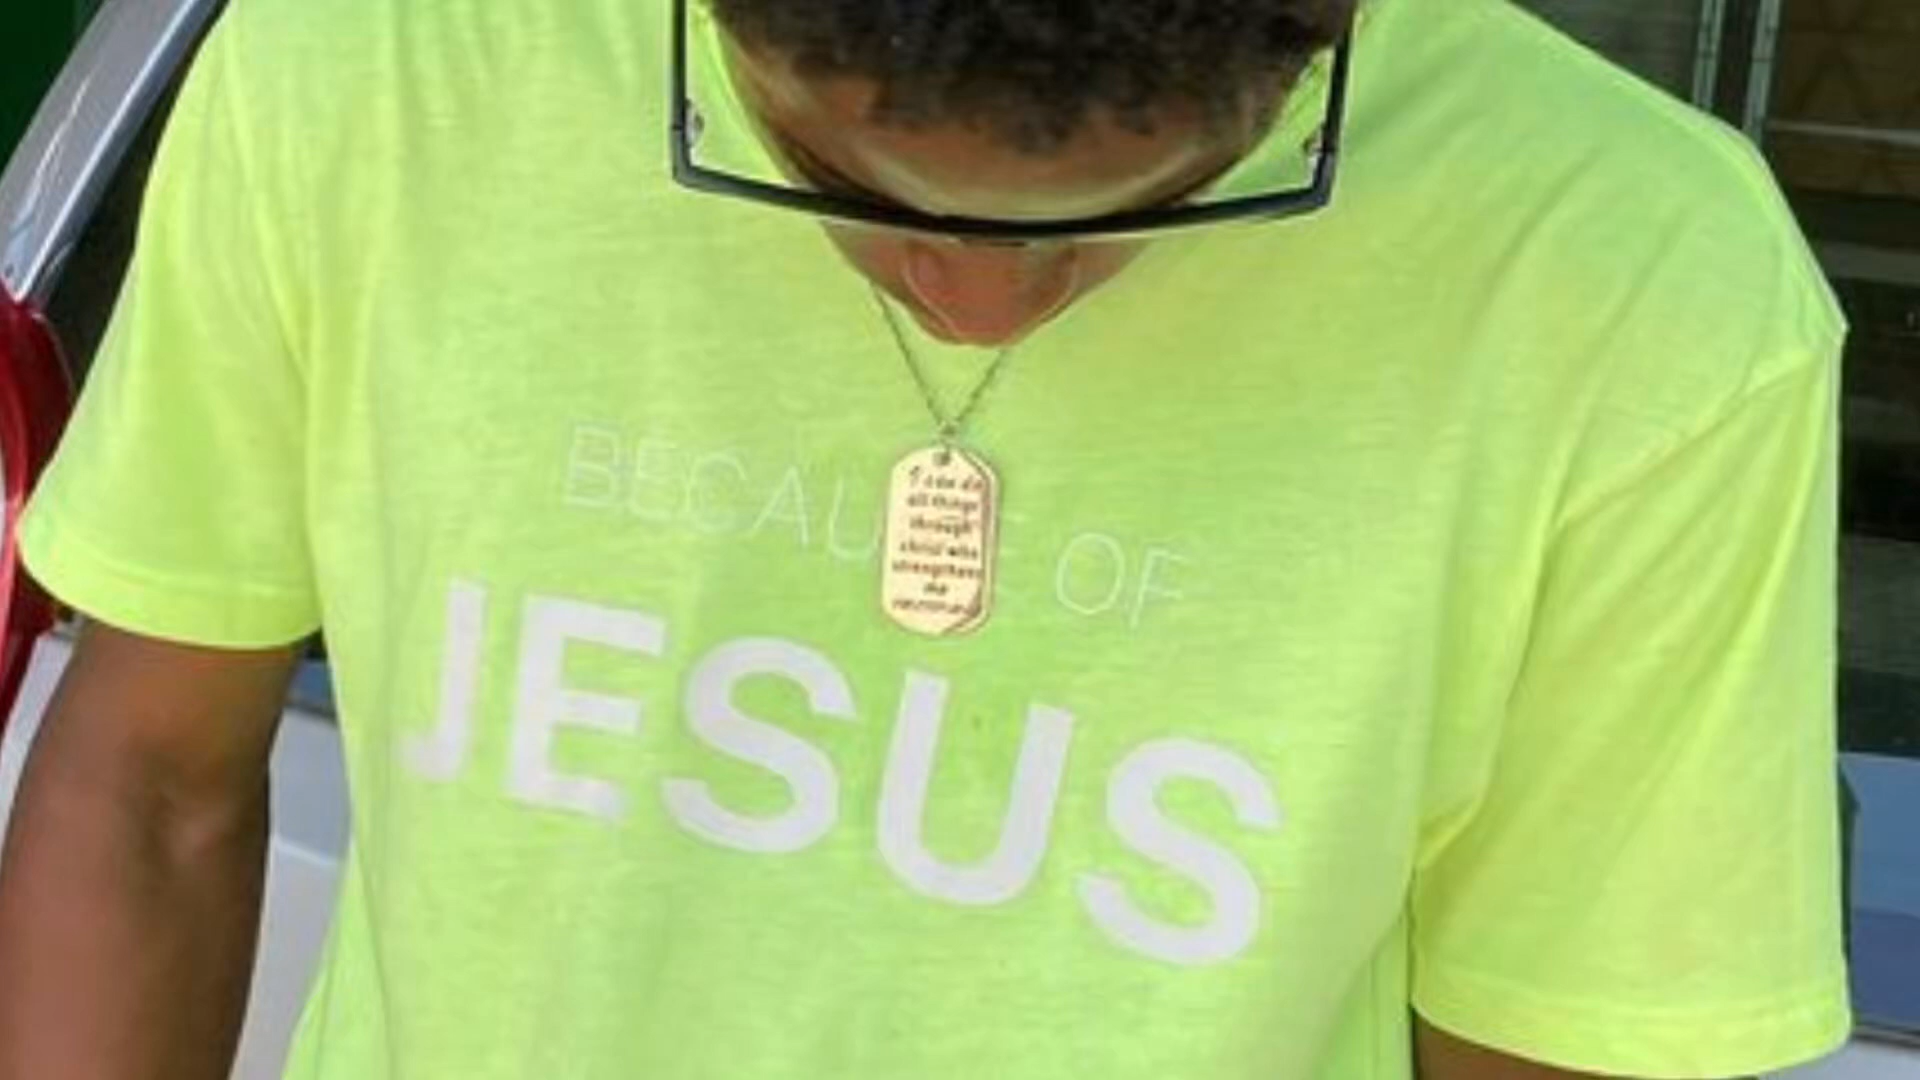 BECAU OF
JESUS
I can do
all things
through
christ who
strengthens
me